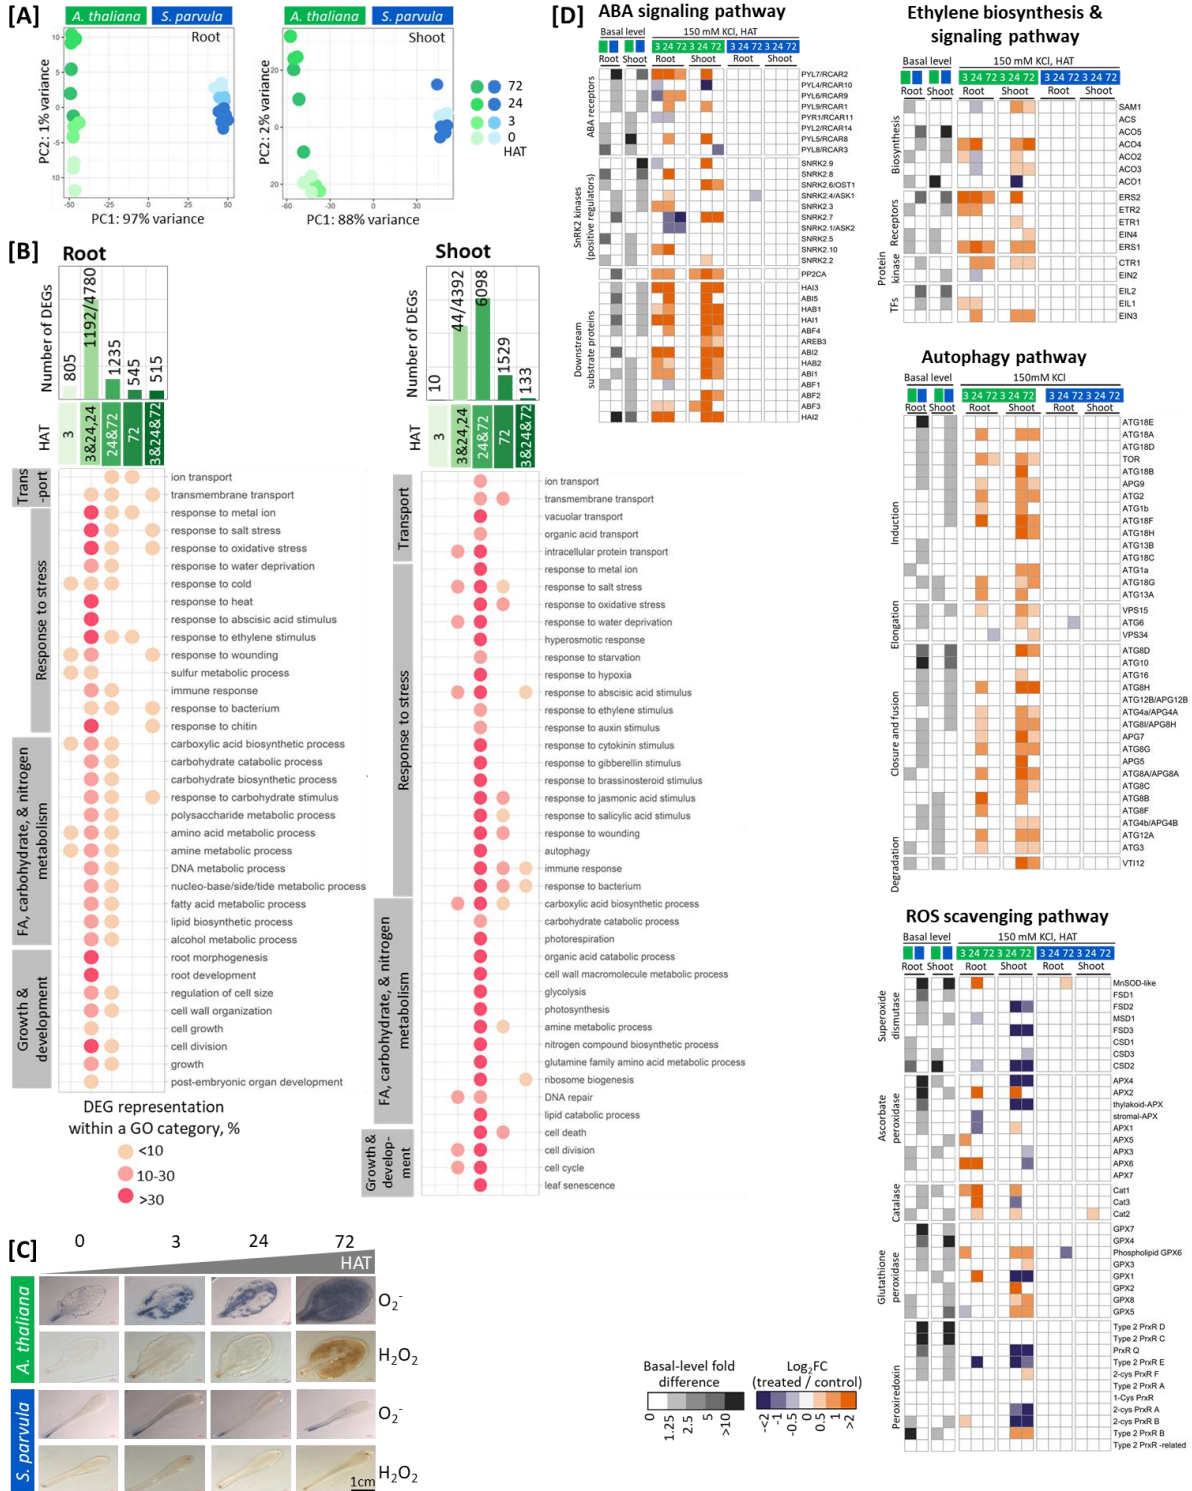 [A]
A. thaliana
S. parvula
Root
PC2: 1% variance
10
5
0
5
10
-50
-25
0
25
50
PC1: 97% variance
A. thaliana
S. parvula
Shoot
PC2: 2% variance
20
0
20
-60
-30
0
30
PC1: 88% variance
72
24
3
0
HAT
[B]
Root
Number of DEGs
805
1192/4780
1235
545
515
HAT
3
3&24,24
24&72
72
3&24&72
Trans
-port
ion transport
transmembrane transport
Response to stress
response to metal ion
response to salt stress
response to oxidative stress
response to water deprivation
response to cold
response to heat
response to abscisic acid stimulus
response to ethylene stimulus
response to wounding
sulfur metabolic process
immune response
response to bacterium
response to chitin
FA, carbohydrate, & nitrogen
metabolism
carboxylic acid biosynthetic process
carbohydrate catabolic process
carbohydrate biosynthetic process
response to carbohydrate stimulus
polysaccharide metabolic process
amino acid metabolic process
amine metabolic process
DNA metabolic process
nucleo-base/side/tide metabolic process
fatty acid metabolic process
lipid biosynthetic process
alcohol metabolic process
Growth &
development
root morphogenesis
root development
regulation of cell size
cell wall organization
cell growth
cell division
growth
post-embryonic organ development
DEG representation
within a GO category, %
<10
10-30
>30
Shoot
Number of DEGs
10
44/4392
6098
1529
133
HAT
3
3&24,24
24&72
72
3&24&72
Transport
ion transport
transmembrane transport
vacuolar transport
organic acid transport
intracellular protein transport
Response to stress
response to metal ion
response to salt stress
response to oxidative stress
response to water deprivation
hyperosmotic response
response to starvation
response to hypoxia
response to abscisic acid stimulus
response to ethylene stimulus
response to auxin stimulus
response to cytokinin stimulus
response to gibberellin stimulus
response to brassinosteroid stimulus
response to jasmonic acid stimulus
response to salicylic acid stimulus
response to wounding
autophagy
immune response
response to bacterium
FA, carbohydrate, & nitrogen
metabolism
carboxylic acid biosynthetic process
carbohydrate catabolic process
photorespiration
organic acid catabolic process
cell wall macromolecule metabolic process
glycolysis
photosynthesis
amine metabolic process
nitrogen compound biosynthetic process
glutamine family amino acid metabolic process
ribosome biogenesis
DNA repair
lipid catabolic process
Growth &
develop-
ment
cell death
cell division
cell cycle
leaf senescence
[C]
0
3
24
72
HAT
A. thaliana
O2-
H2O2
S. parvula
O2-
H2O2
1cm
[D]
ABA signaling pathway
Basal level
150 mM KCl, HAT
3 24 72
3 24 72
3 24 72
3 24 72
Root
Shoot
Root
Shoot
Root
Shoot
ABA receptors
PYL7/RCAR2
PYL4/RCAR10
PYL6/RCAR9
PYL9/RCAR1
PYR1/RCAR11
PYL2/RCAR14
PYL5/RCAR8
PYL8/RCAR3
SnRK2 kinases
(positive regulators)
SNRK2.9
SNRK2.8
SNRK2.6/OST1
SNRK2.4/ASK1
SNRK2.3
SNRK2.7
SNRK2.1/ASK2
SNRK2.5
SNRK2.10
SNRK2.2
Downstream
substrate proteins
PP2CA
HAI3
ABI5
HAB1
HAI1
ABF4
AREB3
ABI2
HAB2
ABI1
ABF1
ABF2
ABF3
HAI2
Ethylene biosynthesis &
signaling pathway
Basal level
150 mM KCl, HAT
3 24 72
3 24 72
3 24 72
3 24 72
Root
Shoot
Root
Shoot
Root
Shoot
Biosynthesis
SAM1
ACS
ACO5
ACO4
ACO2
ACO3
ACO1
Receptors
ERS2
ETR2
ETR1
EIN4
ERS1
Protein
kinase
CTR1
EIN2
TFs
EIL2
EIL1
EIN3
Autophagy pathway
Basal level
150mM KCl
3 24 72
3 24 72
3 24 72
3 24 72
Root
Shoot
Root
Shoot
Root
Shoot
Induction
ATG18E
ATG18A
ATG18D
TOR
ATG18B
APG9
ATG2
ATG1b
ATG18F
ATG18H
ATG13B
ATG18C
ATG1a
ATG18G
ATG13A
Elongation
VPS15
ATG6
VPS34
Closure and fusion
ATG8D
ATG10
ATG16
ATG8H
ATG12B/APG12B
ATG4a/APG4A
ATG8I/APG8H
APG7
ATG8G
APG5
ATG8A/APG8A
ATG8C
ATG8B
ATG8F
ATG4b/APG4B
ATG12A
ATG3
Degradation
VTI12
ROS scavenging pathway
Basal level
150 mM KCl, HAT
3 24 72
3 24 72
3 24 72
3 24 72
Root
Shoot
Root
Shoot
Root
Shoot
Superoxide
dismutase
MnSOD-like
FSD1
FSD2
MSD1
FSD3
CSD1
CSD3
CSD2
Ascorbate
peroxidase
APX4
APX2
thylakoid-APX
stromal-APX
APX1
APX5
APX3
APX6
APX7
Catalase
Cat1
Cat3
Cat2
Glutathione
peroxidase
GPX7
GPX4
Phospholipid GPX6
GPX3
GPX1
GPX2
GPX8
GPX5
Peroxiredoxin
Type 2 PrxR D
Type 2 PrxR C
PrxR Q
Type 2 PrxR E
2-cys PrxR F
Type 2 PrxR A
1-Cys PrxR
2-cys PrxR A
2-cys PrxR B
Type 2 PrxR B
Type 2 PrxR -related
Basal-level fold
difference
0
1.25
2.5
5
>10
Log2FC
(treated / control)
<-2
-1
-0.5
0
0.5
1
>2